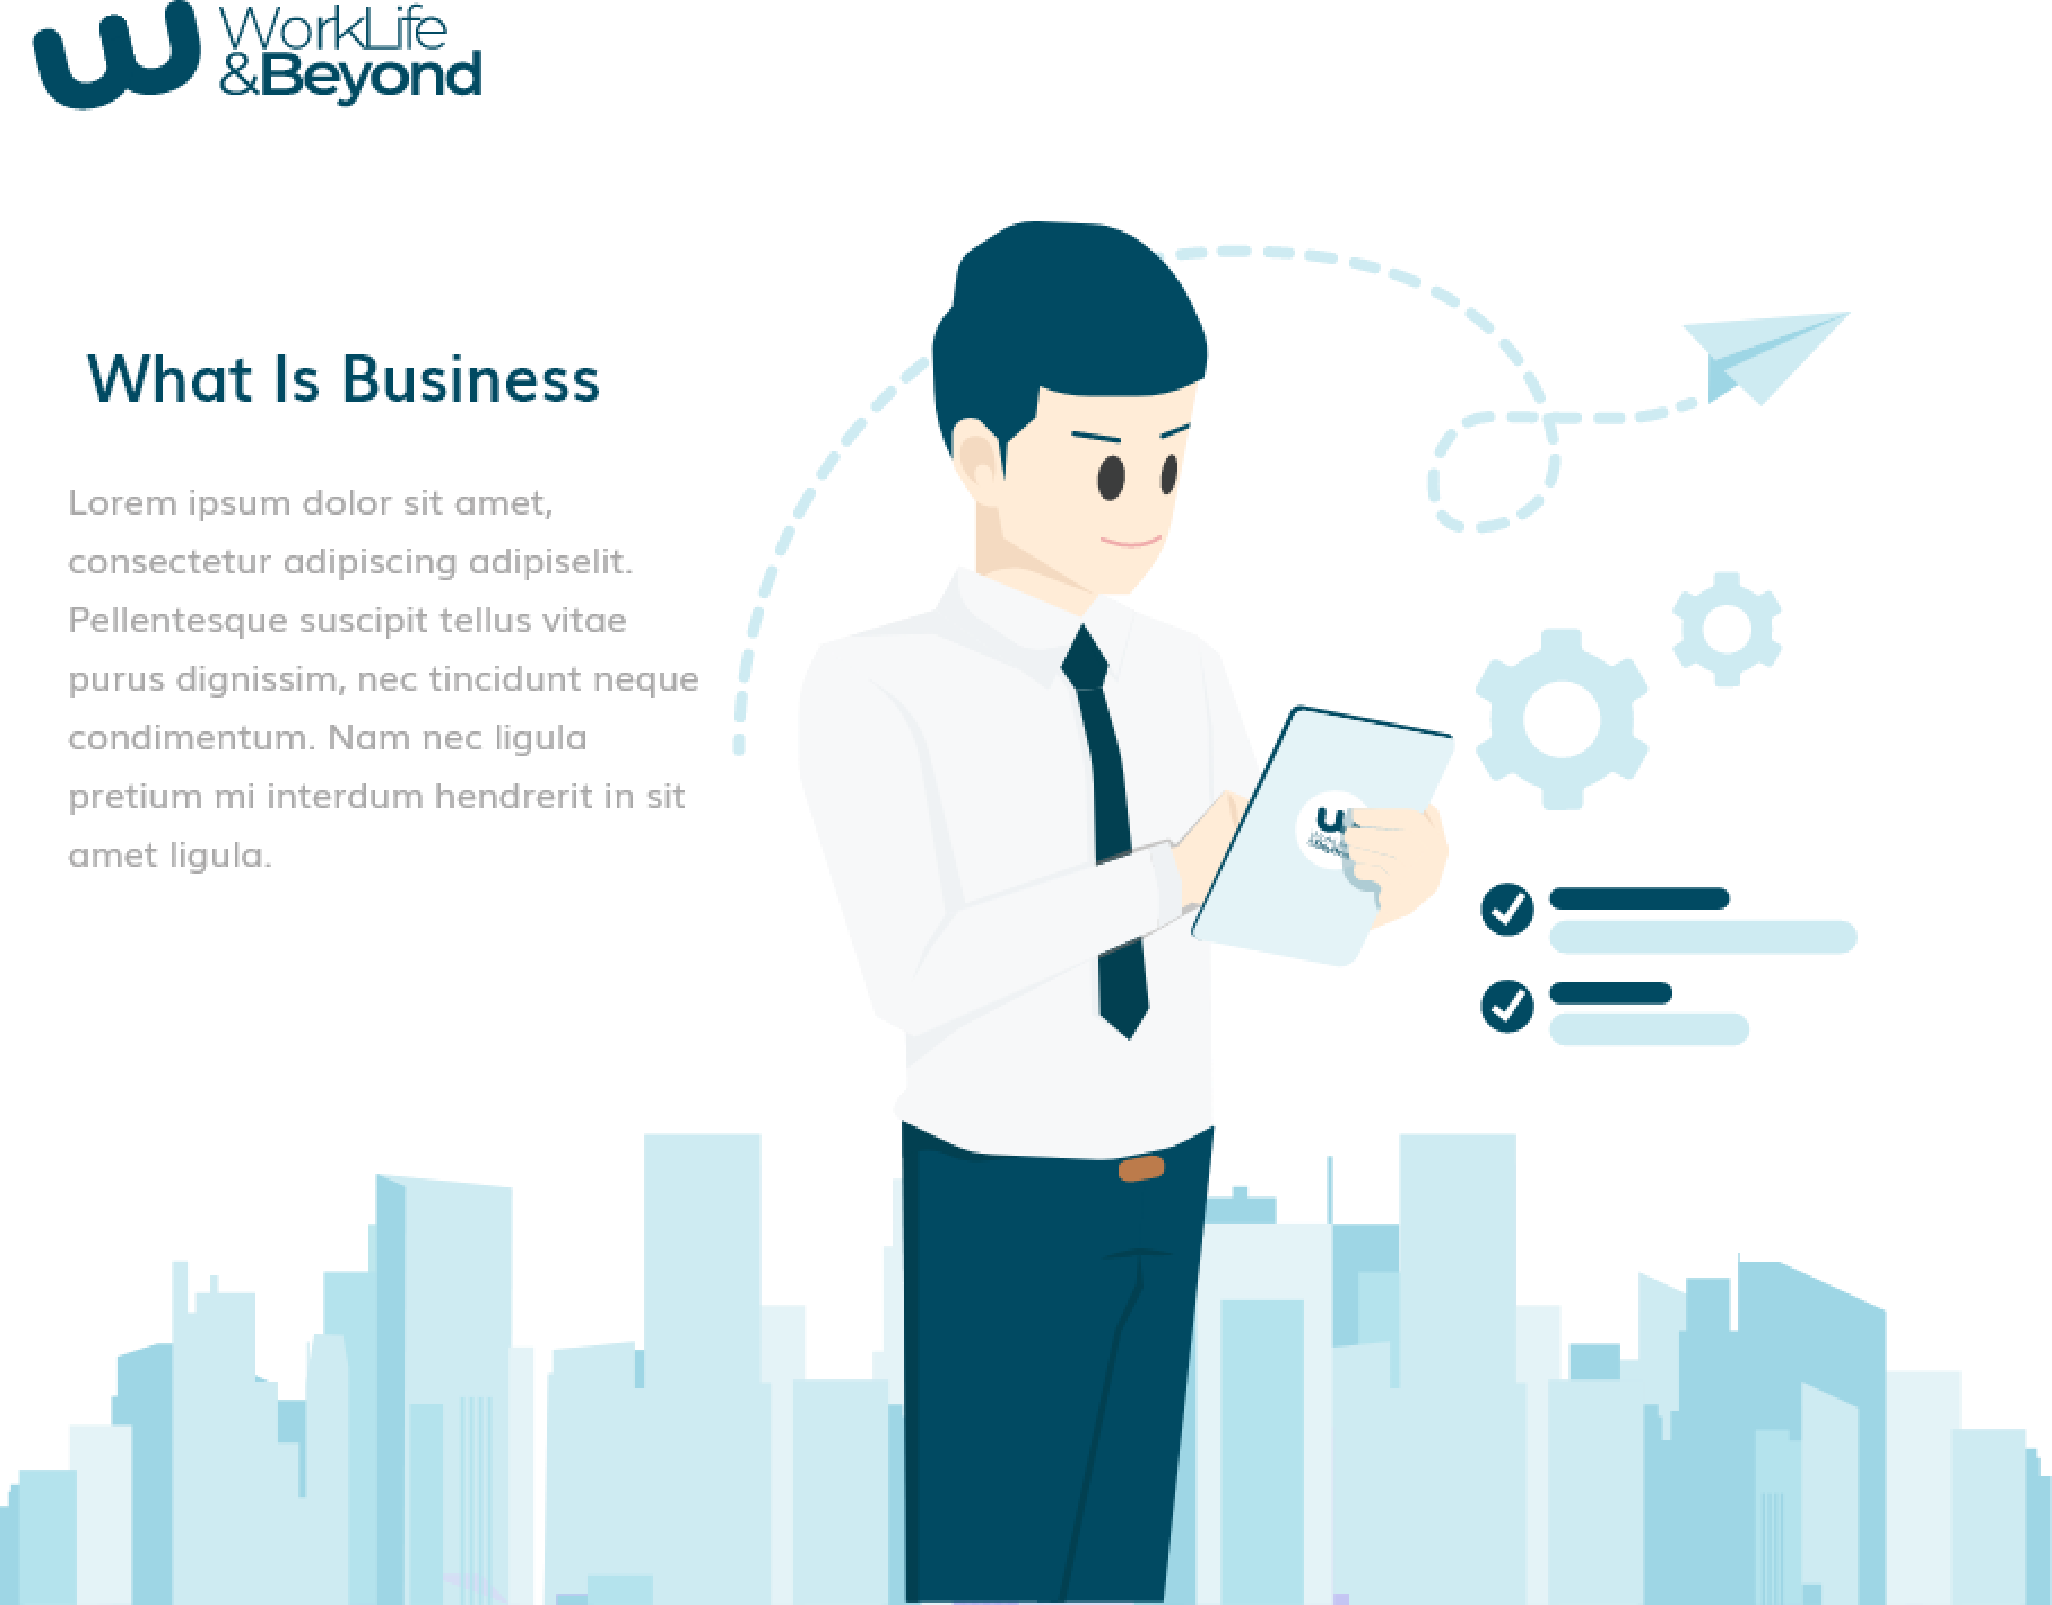 WorkLife
&Beyond
What Is Business
Lorem ipsum dolor sit amet,
consectetur adipiscing adipiselit.
Pellentesque suscipit tellus vitae
purus dignissim, nec tincidunt neque
condimentum. Nam nec ligula
pretium mi interdum hendrerit in sit
amet ligula.